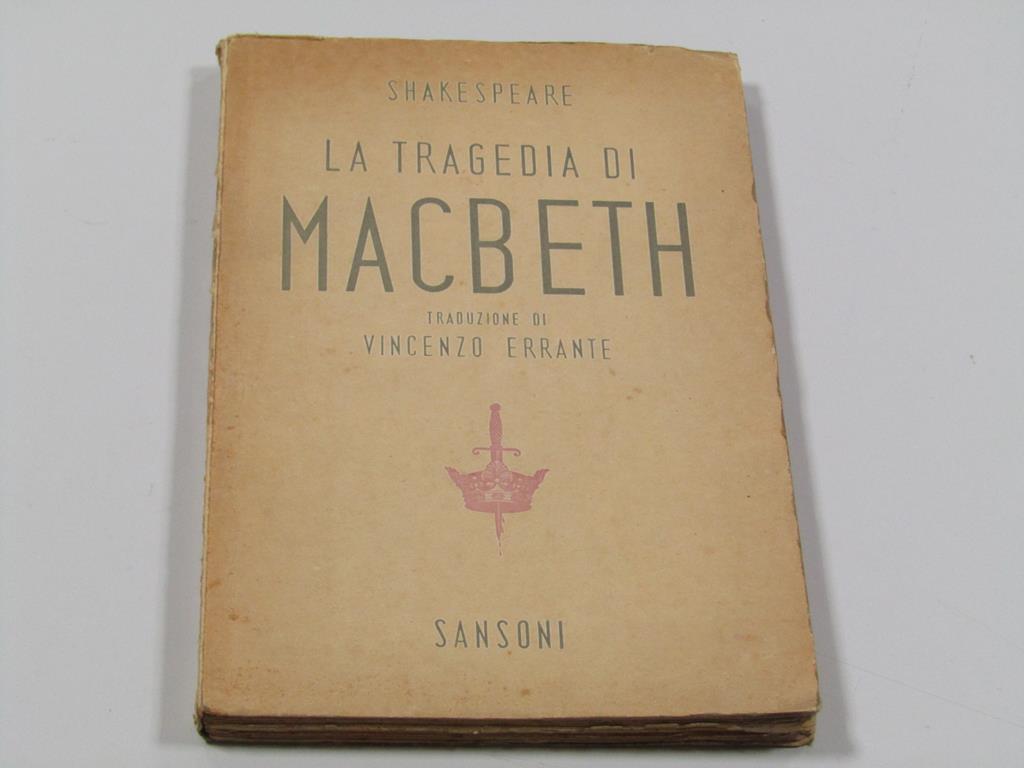 SHAKESPEARE
LA TRAGEDIA DI
MACBETH
TRADUZIONE DI
VINCENZO ERRANTE
SANSONI